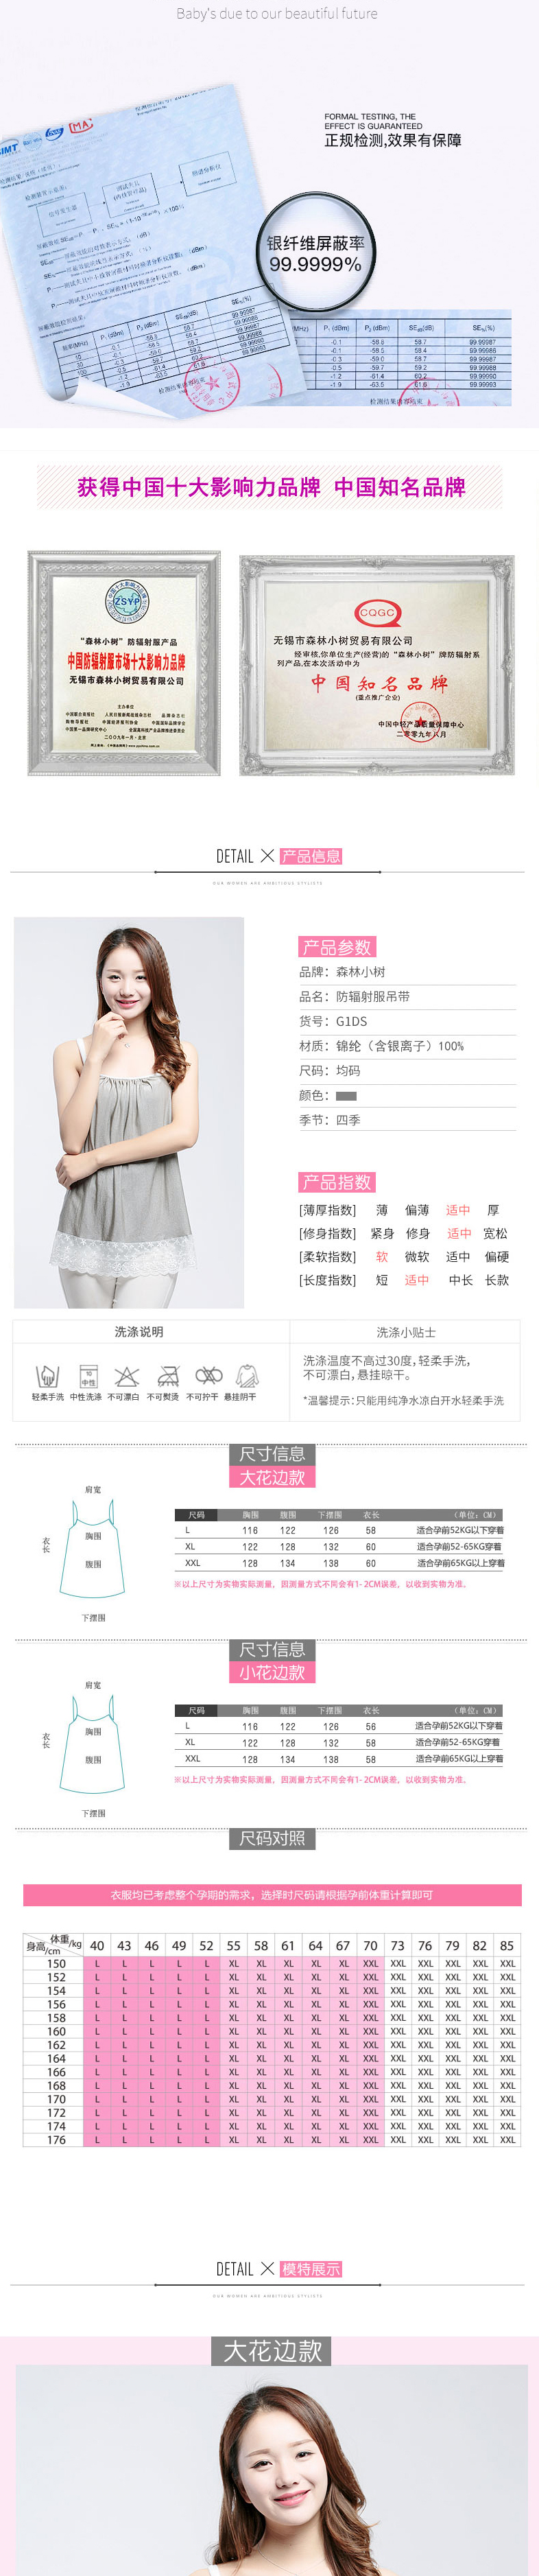 Baby's due to our beautiful future
FORMAL TESTING, THE
EFFECT IS GUARANTEED
正规检测,效果有保障
银纤维屏蔽率
99.9999%
(MHz) P₁ (dBm) P₂ (dBm) SE(dB) SE(%)
-0.1 -58.8 58.7 99.99987
-0.1 -58.5 58.4 99.99986
-0.3 -59.0 58.7 99.99987
-0.5 -59.7 59.2 99.99988
-1.2 -61.4 60.2 99.99990
-1.9 -63.5 61.6 99.99993
获得中国十大影响力品牌 中国知名品牌
ZSYP
“森林小树”防辐射服产品
中国防辐射服市场十大影响力品牌
无锡市森林小树贸易有限公司
主办单位
二〇〇九年一月·北京
CQGC
无锡市森林小树贸易有限公司
经审核,你单位生产(经营)的“森林小树”牌防辐射系
列产品,在本次活动中为
中国知名品牌
(重点推广企业)
中国中轻产品质量保障中心
二零零九年八月
DETAIL × 产品信息
OUR WOMEN ARE AMBITIOUS STYLISTS
产品参数
品牌：森林小树
品名：防辐射服吊带
货号：G1DS
材质：锦纶（含银离子）100%
尺码：均码
颜色：
季节：四季
产品指数
[薄厚指数] 薄 偏薄 适中 厚
[修身指数] 紧身 修身 适中 宽松
[柔软指数] 软 微软 适中 偏硬
[长度指数] 短 适中 中长 长款
洗涤说明
洗涤小贴士
10
中性
轻柔手洗 中性洗涤 不可漂白 不可熨烫 不可拧干 悬挂阴干
洗涤温度不高过30度,轻柔手洗,
不可漂白,悬挂晾干。
*温馨提示:只能用纯净水凉白开水轻柔手洗
尺寸信息
大花边款
肩宽
衣长
胸围
腹围
下摆围
尺码 胸围 腹围 下摆围 衣长 （单位：CM）
L 116 122 126 58 适合孕前52KG以下穿着
XL 122 128 132 60 适合孕前52-65KG穿着
XXL 128 134 138 60 适合孕前65KG以上穿着
※以上尺寸为实物实际测量，因测量方式不同会有1-2CM误差，以收到实物为准。
尺寸信息
小花边款
肩宽
衣长
胸围
腹围
下摆围
尺码 胸围 腹围 下摆围 衣长 （单位：CM）
L 116 122 126 56 适合孕前52KG以下穿着
XL 122 128 132 58 适合孕前52-65KG穿着
XXL 128 134 138 58 适合孕前65KG以上穿着
※以上尺寸为实物实际测量，因测量方式不同会有1-2CM误差，以收到实物为准。
尺码对照
衣服均已考虑整个孕期的需求，选择时尺码请根据孕前体重计算即可
身高/cm 体重/kg 40 43 46 49 52 55 58 61 64 67 70 73 76 79 82 85
150 L L L L L XL XL XL XL XL XXL XXL XXL XXL XXL XXL
152 L L L L L XL XL XL XL XL XXL XXL XXL XXL XXL XXL
154 L L L L L XL XL XL XL XL XXL XXL XXL XXL XXL XXL
156 L L L L L XL XL XL XL XL XXL XXL XXL XXL XXL XXL
158 L L L L L XL XL XL XL XL XXL XXL XXL XXL XXL XXL
160 L L L L L XL XL XL XL XL XXL XXL XXL XXL XXL XXL
162 L L L L L XL XL XL XL XL XXL XXL XXL XXL XXL XXL
164 L L L L L XL XL XL XL XL XXL XXL XXL XXL XXL XXL
166 L L L L L XL XL XL XL XL XXL XXL XXL XXL XXL XXL
168 L L L L L XL XL XL XL XL XXL XXL XXL XXL XXL XXL
170 L L L L L XL XL XL XL XL XXL XXL XXL XXL XXL XXL
172 L L L L L XL XL XL XL XL XXL XXL XXL XXL XXL XXL
174 L L L L L XL XL XL XL XL XXL XXL XXL XXL XXL XXL
176 L L L L L XL XL XL XL XL XXL XXL XXL XXL XXL XXL
DETAIL × 模特展示
OUR WOMEN ARE AMBITIOUS STYLISTS
大花边款